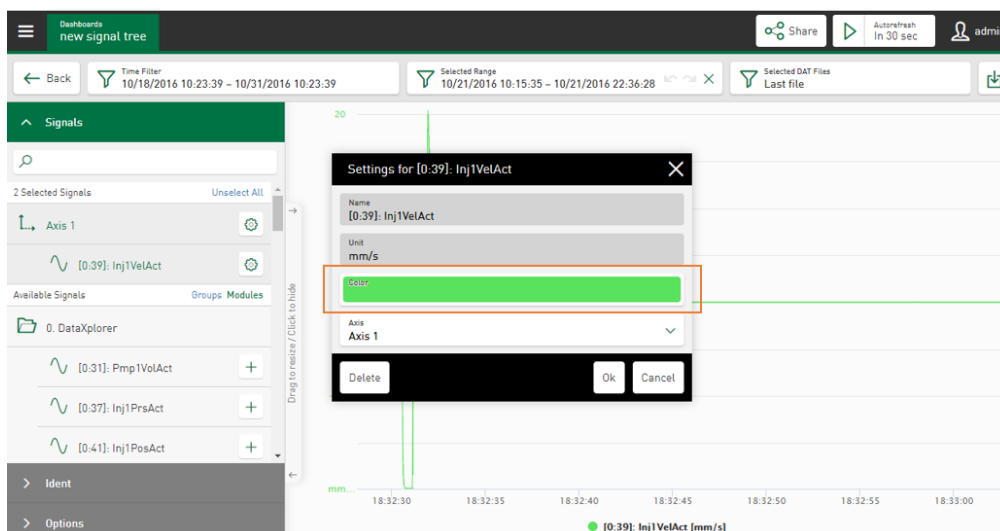 Dashboards
new signal tree
Share
Autorefresh
In 30 sec
admi
Back
Time Filter
10/18/2016 10:23:39 - 10/31/2016 10:23:39
Selected Range
10/21/2016 10:15:35 - 10/21/2016 22:36:28
Selected DAT Files
Last file
Signals
2 Selected Signals
Unselect All
Axis 1
[0:39]: Inj1VelAct
Available Signals
Groups Modules
0. DataXplorer
[0:31]: Pmp1VolAct
[0:37]: Inj1PrsAct
[0:41]: Inj1PosAct
Ident
Options
Drag to resize / Click to hide
20
Settings for [0:39]: Inj1VelAct
Name
[0:39]: Inj1VelAct
Unit
mm/s
Color
Axis
Axis 1
Delete
Ok
Cancel
mm...
18:32:30
18:32:35
18:32:40
18:32:45
18:32:50
18:32:55
18:33:00
[0:39]: Inj1VelAct [mm/s]